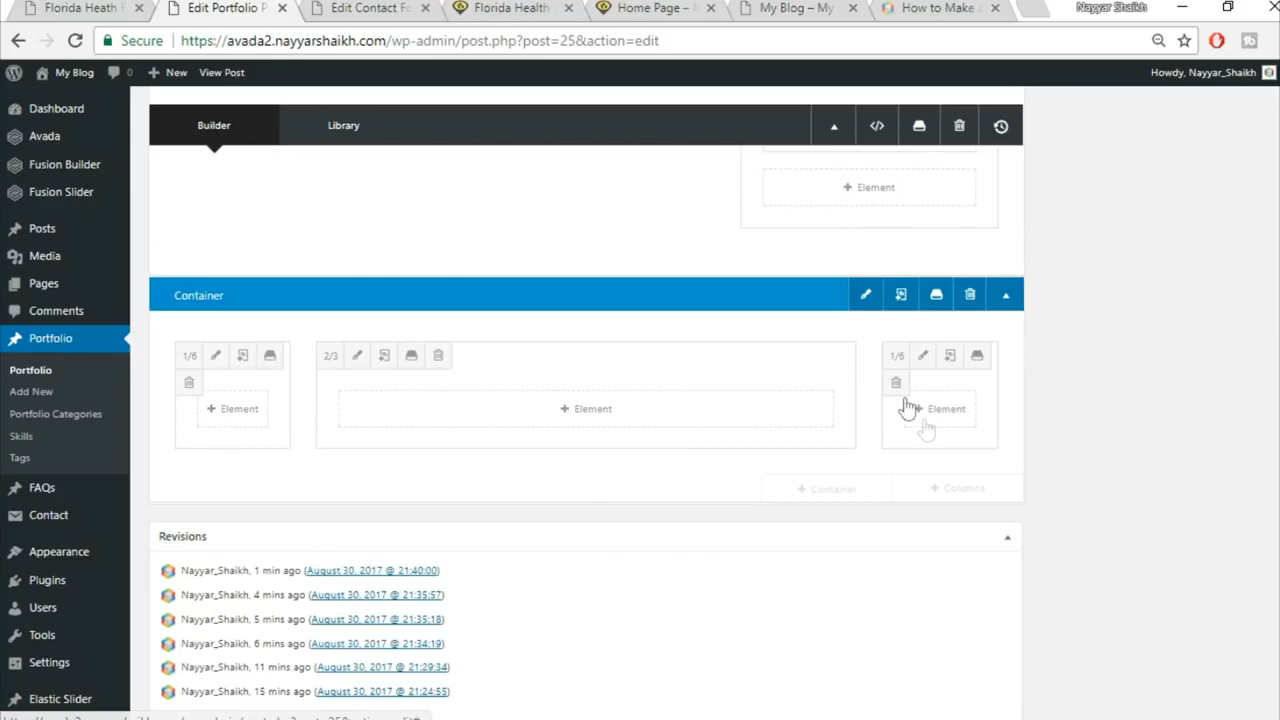 Florida Heath F
Edit Portfolio P
Edit Contact Fo
Florida Health
Home Page –
My Blog – My
How to Make
Nayyar Shaikh
Secure https://avada2.nayyarshaikh.com/wp-admin/post.php?post=25&action=edit
My Blog 0 New View Post Howdy, Nayyar_Shaikh
Dashboard
Avada
Fusion Builder
Fusion Slider
Posts
Media
Pages
Comments
Portfolio
Portfolio
Add New
Portfolio Categories
Skills
Tags
FAQs
Contact
Appearance
Plugins
Users
Tools
Settings
Elastic Slider
Builder Library
+ Element
Container
1/6 2/3 1/6
+ Element + Element + Element
+ Container + Columns
Revisions
Nayyar_Shaikh, 1 min ago (August 30, 2017 @ 21:40:00)
Nayyar_Shaikh, 4 mins ago (August 30, 2017 @ 21:35:57)
Nayyar_Shaikh, 5 mins ago (August 30, 2017 @ 21:35:18)
Nayyar_Shaikh, 6 mins ago (August 30, 2017 @ 21:34:19)
Nayyar_Shaikh, 11 mins ago (August 30, 2017 @ 21:29:34)
Nayyar_Shaikh, 15 mins ago (August 30, 2017 @ 21:24:55)